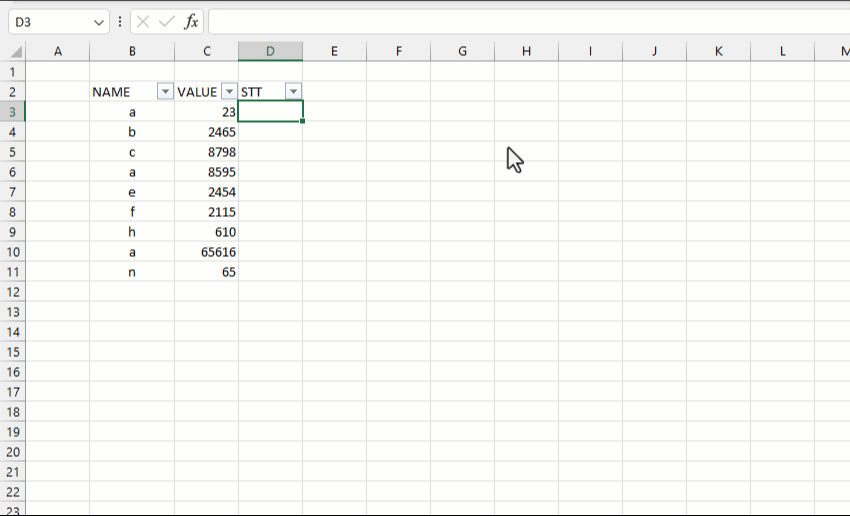 D3 fx
A B C D E F G H I J K L M
1
2 NAME VALUE STT
3 a 23
4 b 2465
5 c 8798
6 a 8595
7 e 2454
8 f 2115
9 h 610
10 a 65616
11 n 65
12
13
14
15
16
17
18
19
20
21
22
23